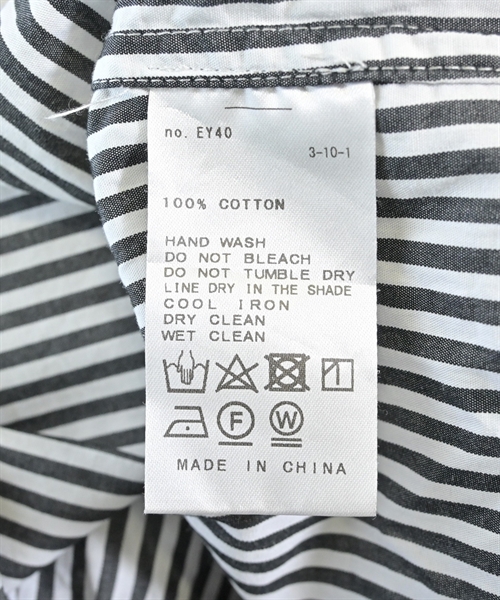 no. EY40
3-10-1
100% COTTON
HAND WASH
DO NOT BLEACH
DO NOT TUMBLE DRY
LINE DRY IN THE SHADE
COOL IRON
DRY CLEAN
WET CLEAN
F W
MADE IN CHINA